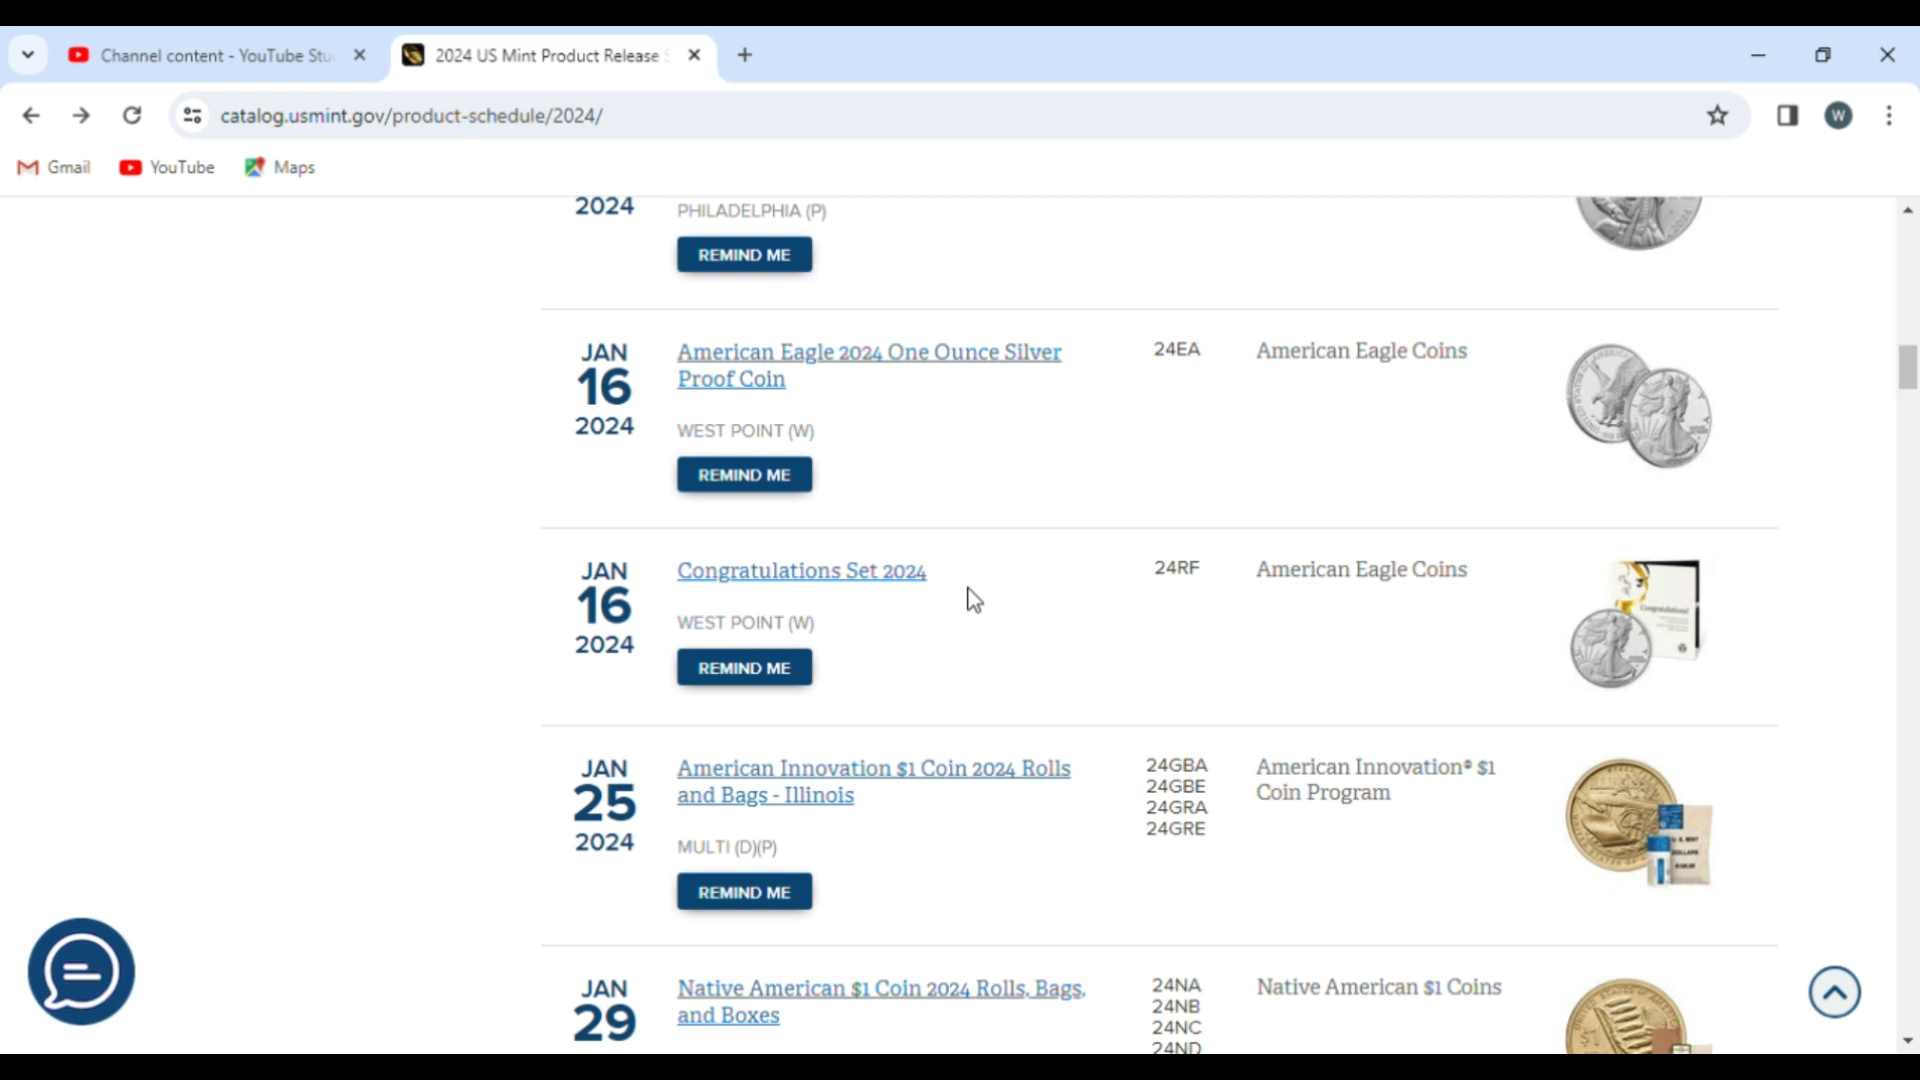 Channel content - YouTube Stu
2024 US Mint Product Release S
catalog.usmint.gov/product-schedule/2024/
W
Gmail
YouTube
Maps
2024
PHILADELPHIA (P)
REMIND ME
JAN
16
2024
American Eagle 2024 One Ounce Silver
Proof Coin
WEST POINT (W)
REMIND ME
24EA
American Eagle Coins
JAN
16
2024
Congratulations Set 2024
WEST POINT (W)
REMIND ME
24RF
American Eagle Coins
Congratulations!
JAN
25
2024
American Innovation $1 Coin 2024 Rolls
and Bags - Illinois
MULTI (D)(P)
REMIND ME
24GBA
24GBE
24GRA
24GRE
American Innovation® $1
Coin Program
JAN
29
Native American $1 Coin 2024 Rolls, Bags,
and Boxes
24NA
24NB
24NC
24ND
Native American $1 Coins
$1